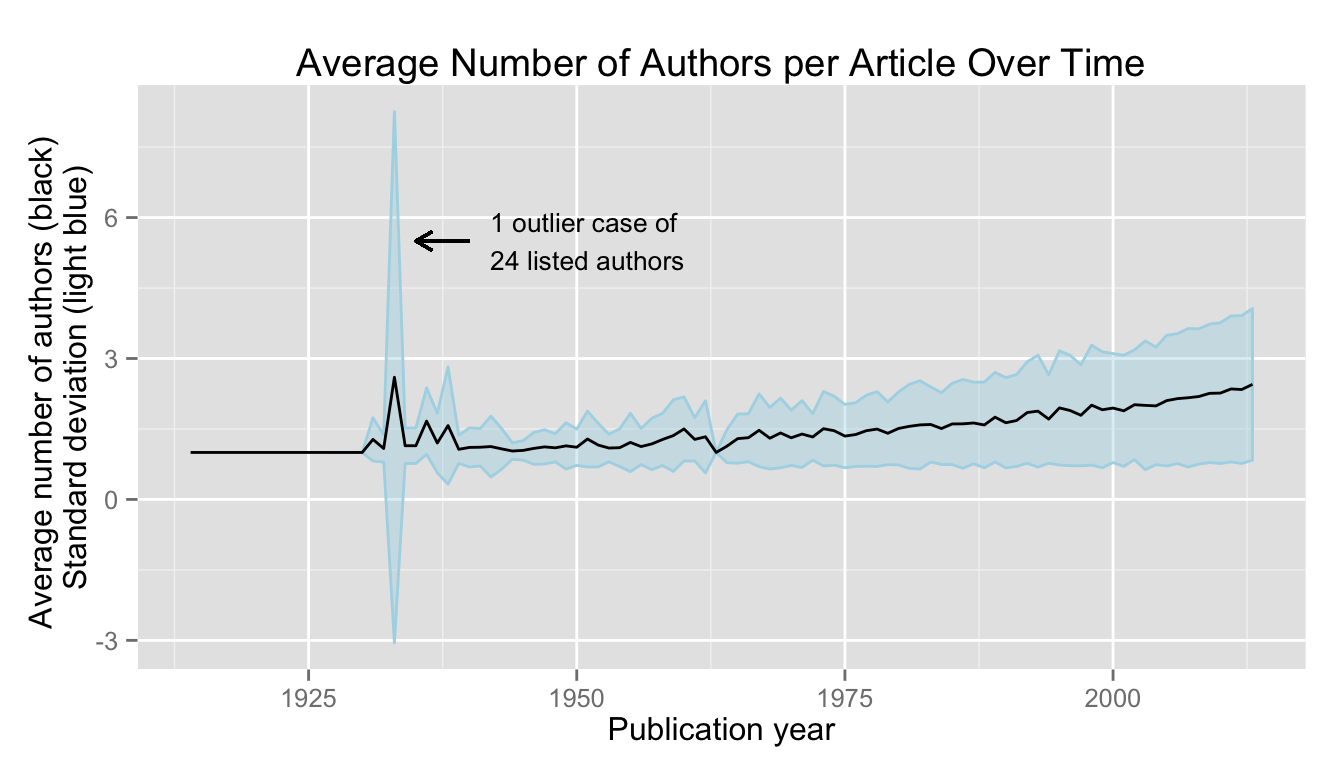 Average Number of Authors per Article Over Time
Average number of authors (black)
Standard deviation (light blue)
6
3
0
-3
1 outlier case of
24 listed authors
1925
1950
1975
2000
Publication year